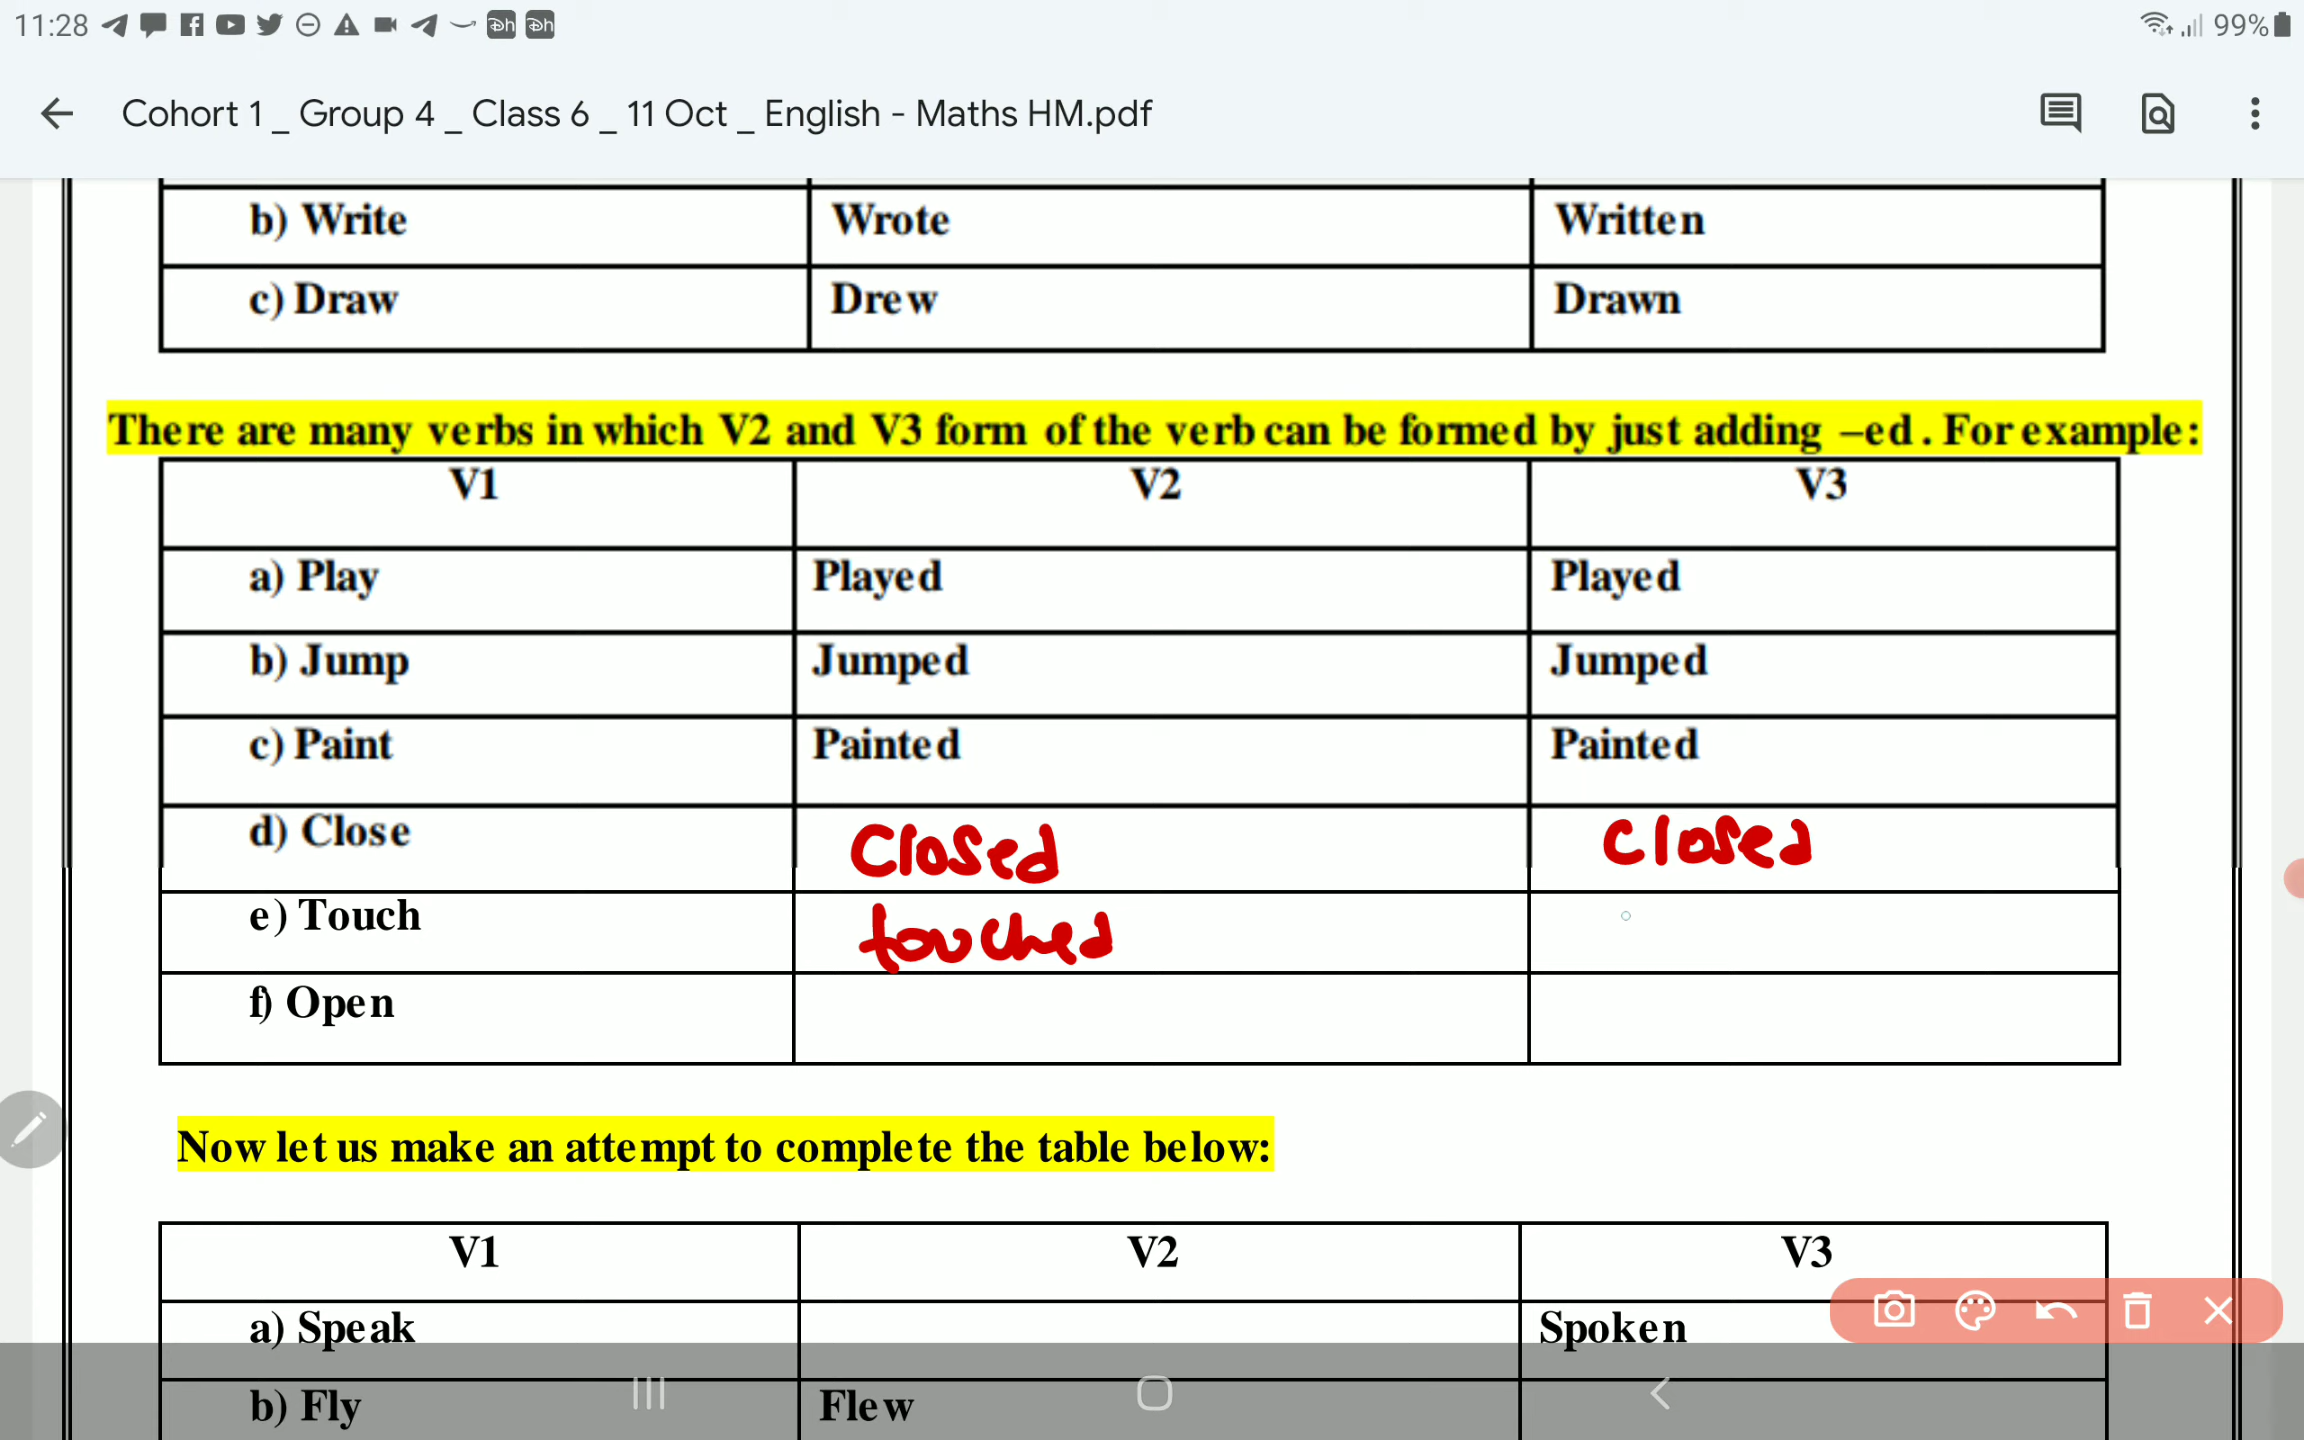 11:28 99%
Cohort 1 _ Group 4 _ Class 6 _ 11 Oct _ English - Maths HM.pdf
b) Write Wrote Written
c) Draw Drew Drawn
There are many verbs in which V2 and V3 form of the verb can be formed by just adding –ed. For example:
V1 V2 V3
a) Play Played Played
b) Jump Jumped Jumped
c) Paint Painted Painted
d) Close Closed Closed
e) Touch touched
f) Open
Now let us make an attempt to complete the table below:
V1 V2 V3
a) Speak Spoken
b) Fly Flew